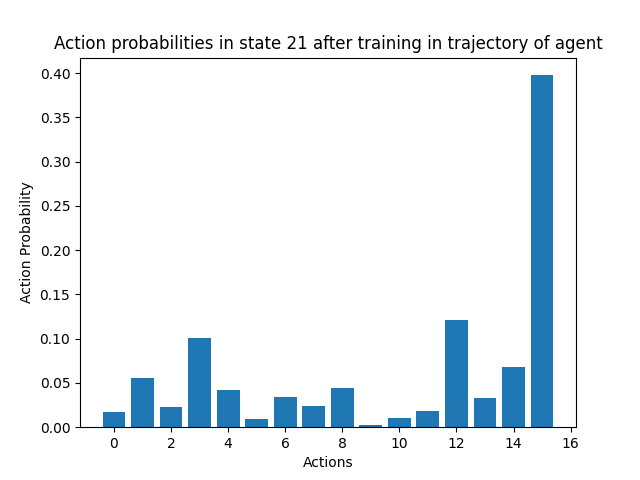 Action probabilities in state 21 after training in trajectory of agent
0.40
0.35
0.30
0.25
0.20
0.15
0.10
0.05
0.00
Action Probability
0 2 4 6 8 10 12 14 16
Actions